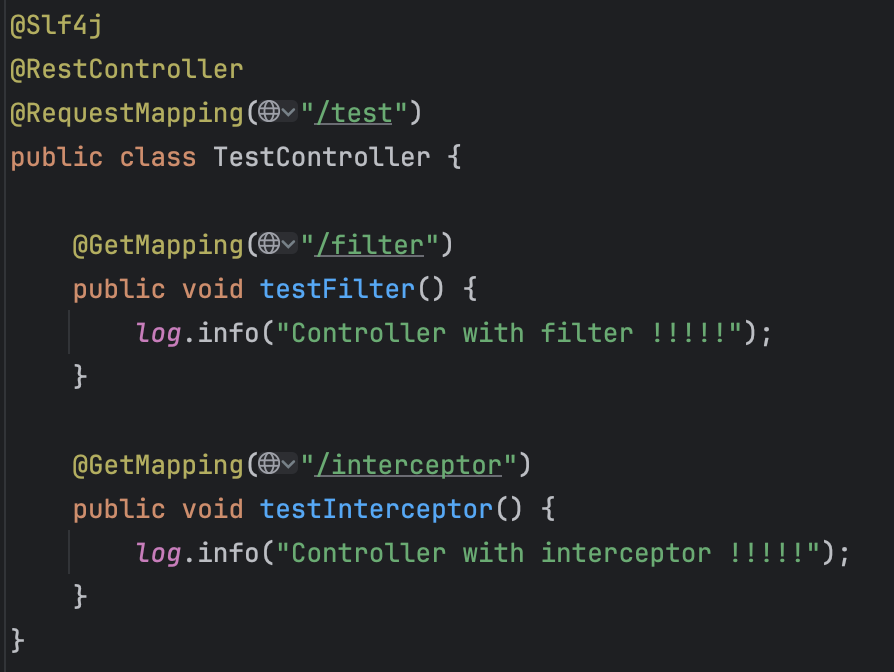 @Slf4j
@RestController
@RequestMapping("/test")
public class TestController {
@GetMapping("/filter")
public void testFilter() {
log.info("Controller with filter !!!!!");
}
@GetMapping("/interceptor")
public void testInterceptor() {
log.info("Controller with interceptor !!!!!");
}
}